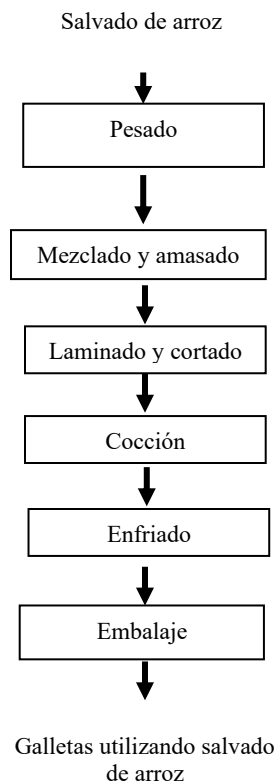 Salvado de arroz
Pesado
Mezclado y amasado
Laminado y cortado
Cocción
Enfriado
Embalaje
Galletas utilizando salvado
de arroz